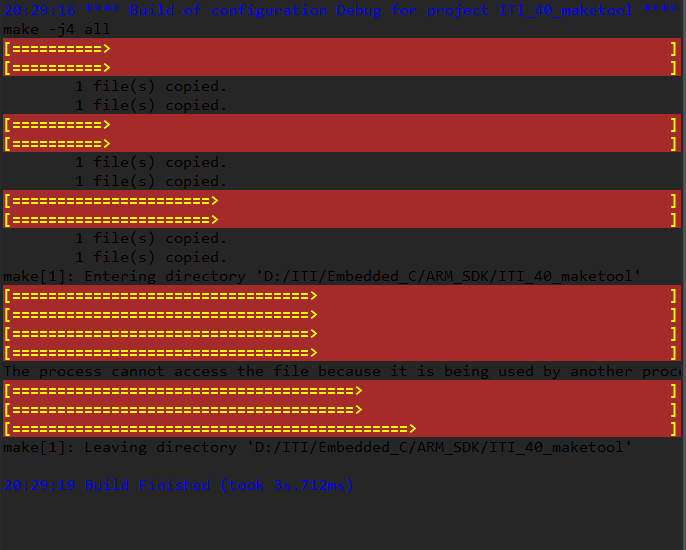 20:29:16 **** Build of configuration Debug for project ITI_40_maketool ****
make -j4 all
[==========> ]
[==========> ]
1 file(s) copied.
1 file(s) copied.
[==========> ]
[==========> ]
1 file(s) copied.
1 file(s) copied.
[======================> ]
[======================> ]
1 file(s) copied.
1 file(s) copied.
make[1]: Entering directory 'D:/ITI/Embedded_C/ARM_SDK/ITI_40_maketool'
[=================================> ]
[=================================> ]
[=================================> ]
[=================================> ]
The process cannot access the file because it is being used by another proc
[======================================> ]
[======================================> ]
[============================================> ]
make[1]: Leaving directory 'D:/ITI/Embedded_C/ARM_SDK/ITI_40_maketool'
20:29:19 Build Finished (took 3s.712ms)